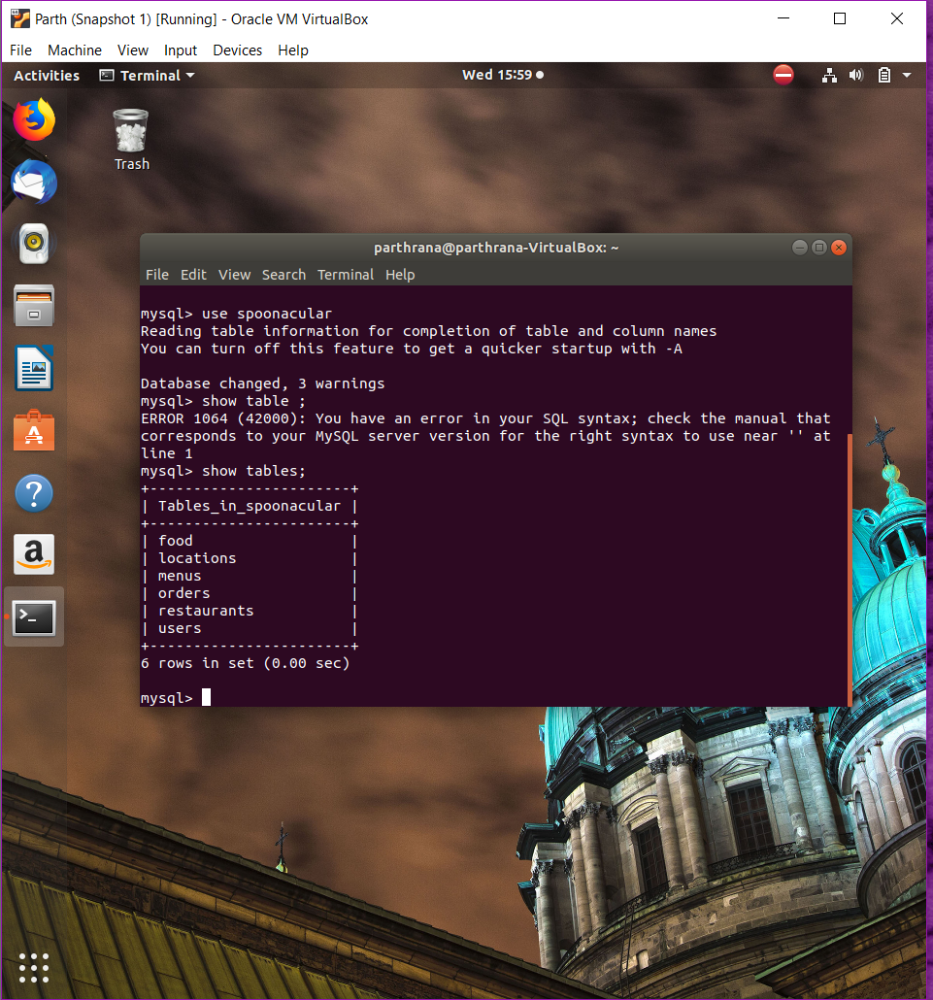 Parth (Snapshot 1) [Running] - Oracle VM VirtualBox
File Machine View Input Devices Help
Activities Terminal Wed 15:59
Trash
parthrana@parthrana-VirtualBox: ~
File Edit View Search Terminal Help
mysql> use spoonacular
Reading table information for completion of table and column names
You can turn off this feature to get a quicker startup with -A
Database changed, 3 warnings
mysql> show table ;
ERROR 1064 (42000): You have an error in your SQL syntax; check the manual that
corresponds to your MySQL server version for the right syntax to use near '' at
line 1
mysql> show tables;
+-----------------------+
| Tables_in_spoonacular |
+-----------------------+
| food                  |
| locations             |
| menus                 |
| orders                |
| restaurants           |
| users                 |
+-----------------------+
6 rows in set (0.00 sec)
mysql>